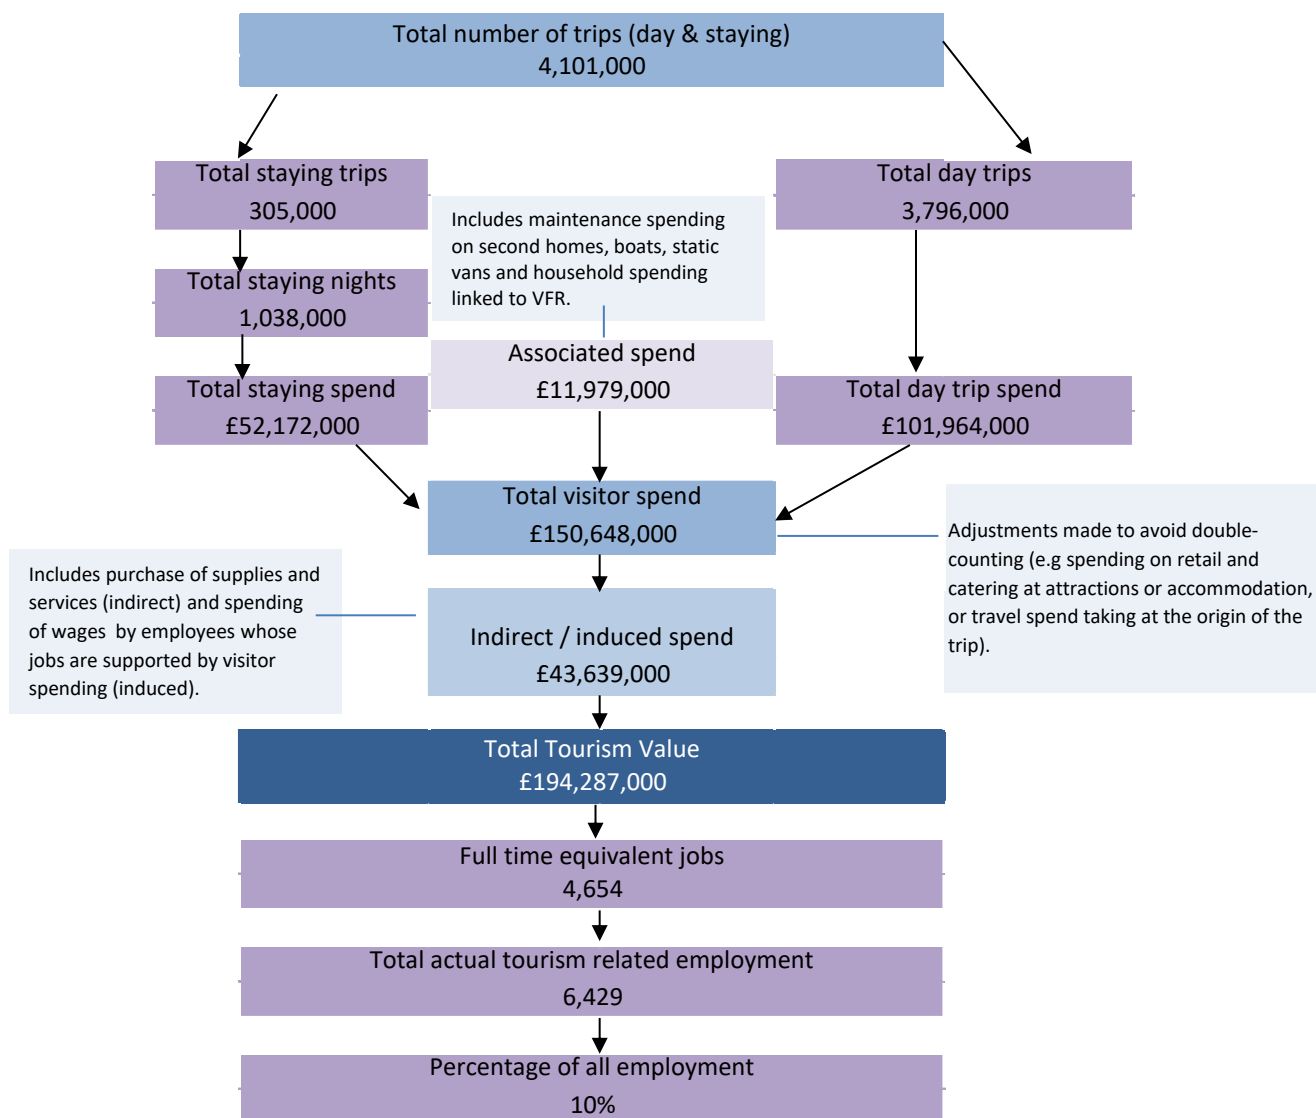 Total number of trips (day & staying)
4,101,000
Total staying trips
305,000
Total day trips
3,796,000
Includes maintenance spending
on second homes, boats, static
vans and household spending
linked to VFR.
Total staying nights
1,038,000
Associated spend
£11,979,000
Total staying spend
£52,172,000
Total day trip spend
£101,964,000
Total visitor spend
£150,648,000
Adjustments made to avoid double-
counting (e.g spending on retail and
catering at attractions or accommodation,
or travel spend taking at the origin of the
trip).
Includes purchase of supplies and
services (indirect) and spending
of wages by employees whose
jobs are supported by visitor
spending (induced).
Indirect / induced spend
£43,639,000
Total Tourism Value
£194,287,000
Full time equivalent jobs
4,654
Total actual tourism related employment
6,429
Percentage of all employment
10%